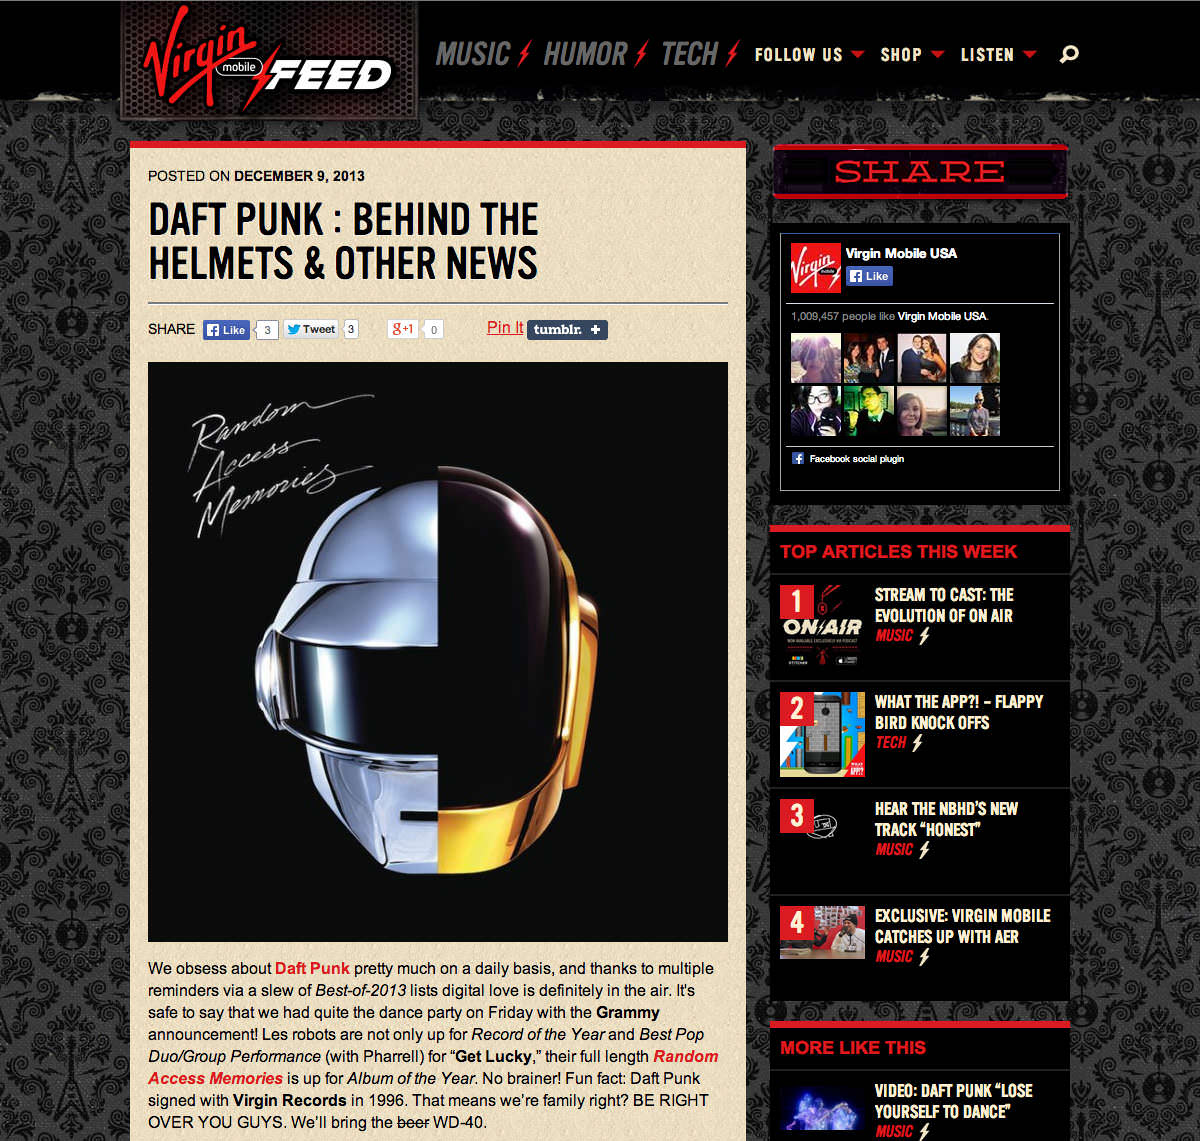 Virgin mobile FEED
MUSIC HUMOR TECH FOLLOW US SHOP LISTEN
POSTED ON DECEMBER 9, 2013
DAFT PUNK : BEHIND THE
HELMETS & OTHER NEWS
SHARE Like 3 Tweet 3 g+1 0 Pin It tumblr. +
Random
Access
Memories
We obsess about Daft Punk pretty much on a daily basis, and thanks to multiple
reminders via a slew of Best-of-2013 lists digital love is definitely in the air. It's
safe to say that we had quite the dance party on Friday with the Grammy
announcement! Les robots are not only up for Record of the Year and Best Pop
Duo/Group Performance (with Pharrell) for “Get Lucky,” their full length Random
Access Memories is up for Album of the Year. No brainer! Fun fact: Daft Punk
signed with Virgin Records in 1996. That means we’re family right? BE RIGHT
OVER YOU GUYS. We’ll bring the beer WD-40.
SHARE
Virgin mobile
Virgin Mobile USA
Like
1,009,457 people like Virgin Mobile USA.
Facebook social plugin
TOP ARTICLES THIS WEEK
1
ON AIR
STITCHER
STREAM TO CAST: THE
EVOLUTION OF ON AIR
MUSIC
2
WHAT THE APP?!
WHAT THE APP?! – FLAPPY
BIRD KNOCK OFFS
TECH
3
HEAR THE NBHD’S NEW
TRACK “HONEST”
MUSIC
4
EXCLUSIVE: VIRGIN MOBILE
CATCHES UP WITH AER
MUSIC
MORE LIKE THIS
VIDEO: DAFT PUNK “LOSE
YOURSELF TO DANCE”
MUSIC